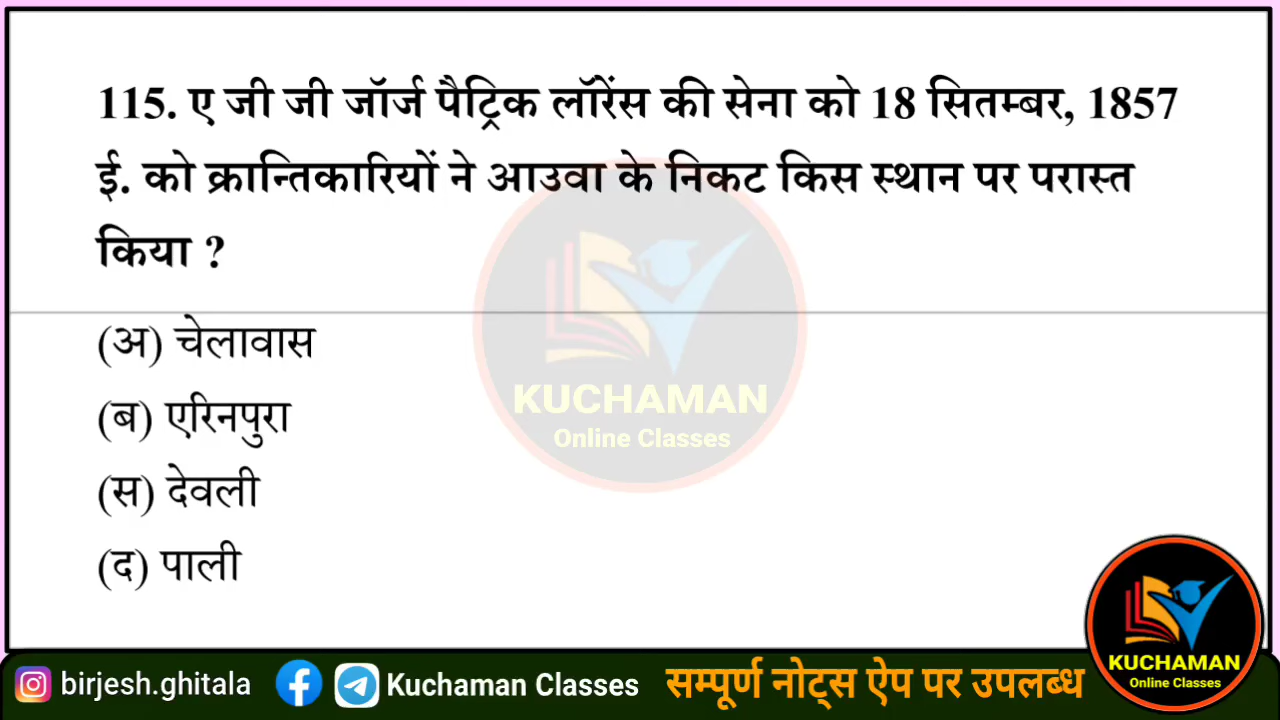 115. ए जी जी जॉर्ज पैट्रिक लॉरेंस की सेना को 18 सितम्बर, 1857
ई. को क्रान्तिकारियों ने आउवा के निकट किस स्थान पर परास्त
किया ?
(अ) चेलावास
(ब) एरिनपुरा
(स) देवली
(द) पाली
KUCHAMAN
Online Classes
KUCHAMAN
Online Classes
birjesh.ghitala
Kuchaman Classes
सम्पूर्ण नोट्स ऐप पर उपलब्ध